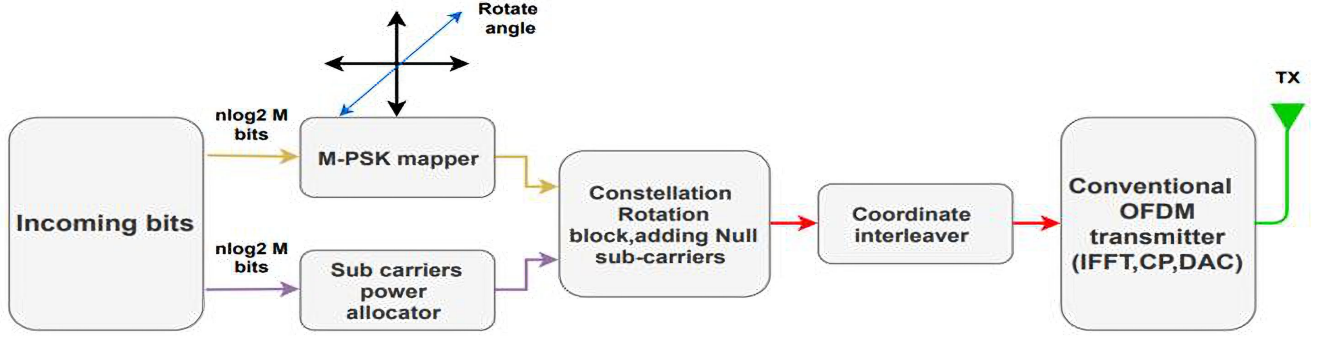 Rotate
angle
TX
nlog2 M
bits
M-PSK mapper
Incoming bits
nlog2 M
bits
Sub carriers
power
allocator
Constellation
Rotation
block,adding Null
sub-carriers
Coordinate
interleaver
Conventional
OFDM
transmitter
(IFFT,CP,DAC)